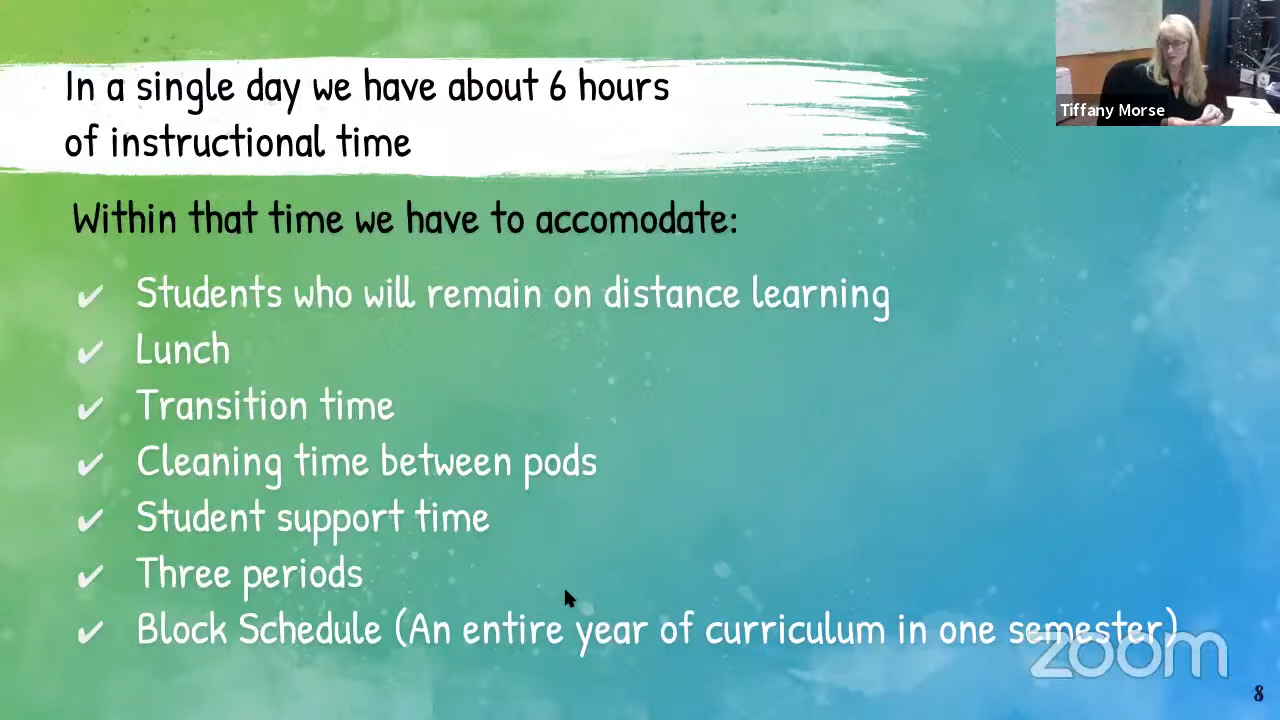 In a single day we have about 6 hours
of instructional time
Tiffany Morse
Within that time we have to accomodate:
✔ Students who will remain on distance learning
✔ Lunch
✔ Transition time
✔ Cleaning time between pods
✔ Student support time
✔ Three periods
✔ Block Schedule (An entire year of curriculum in one semester)
zoom
8